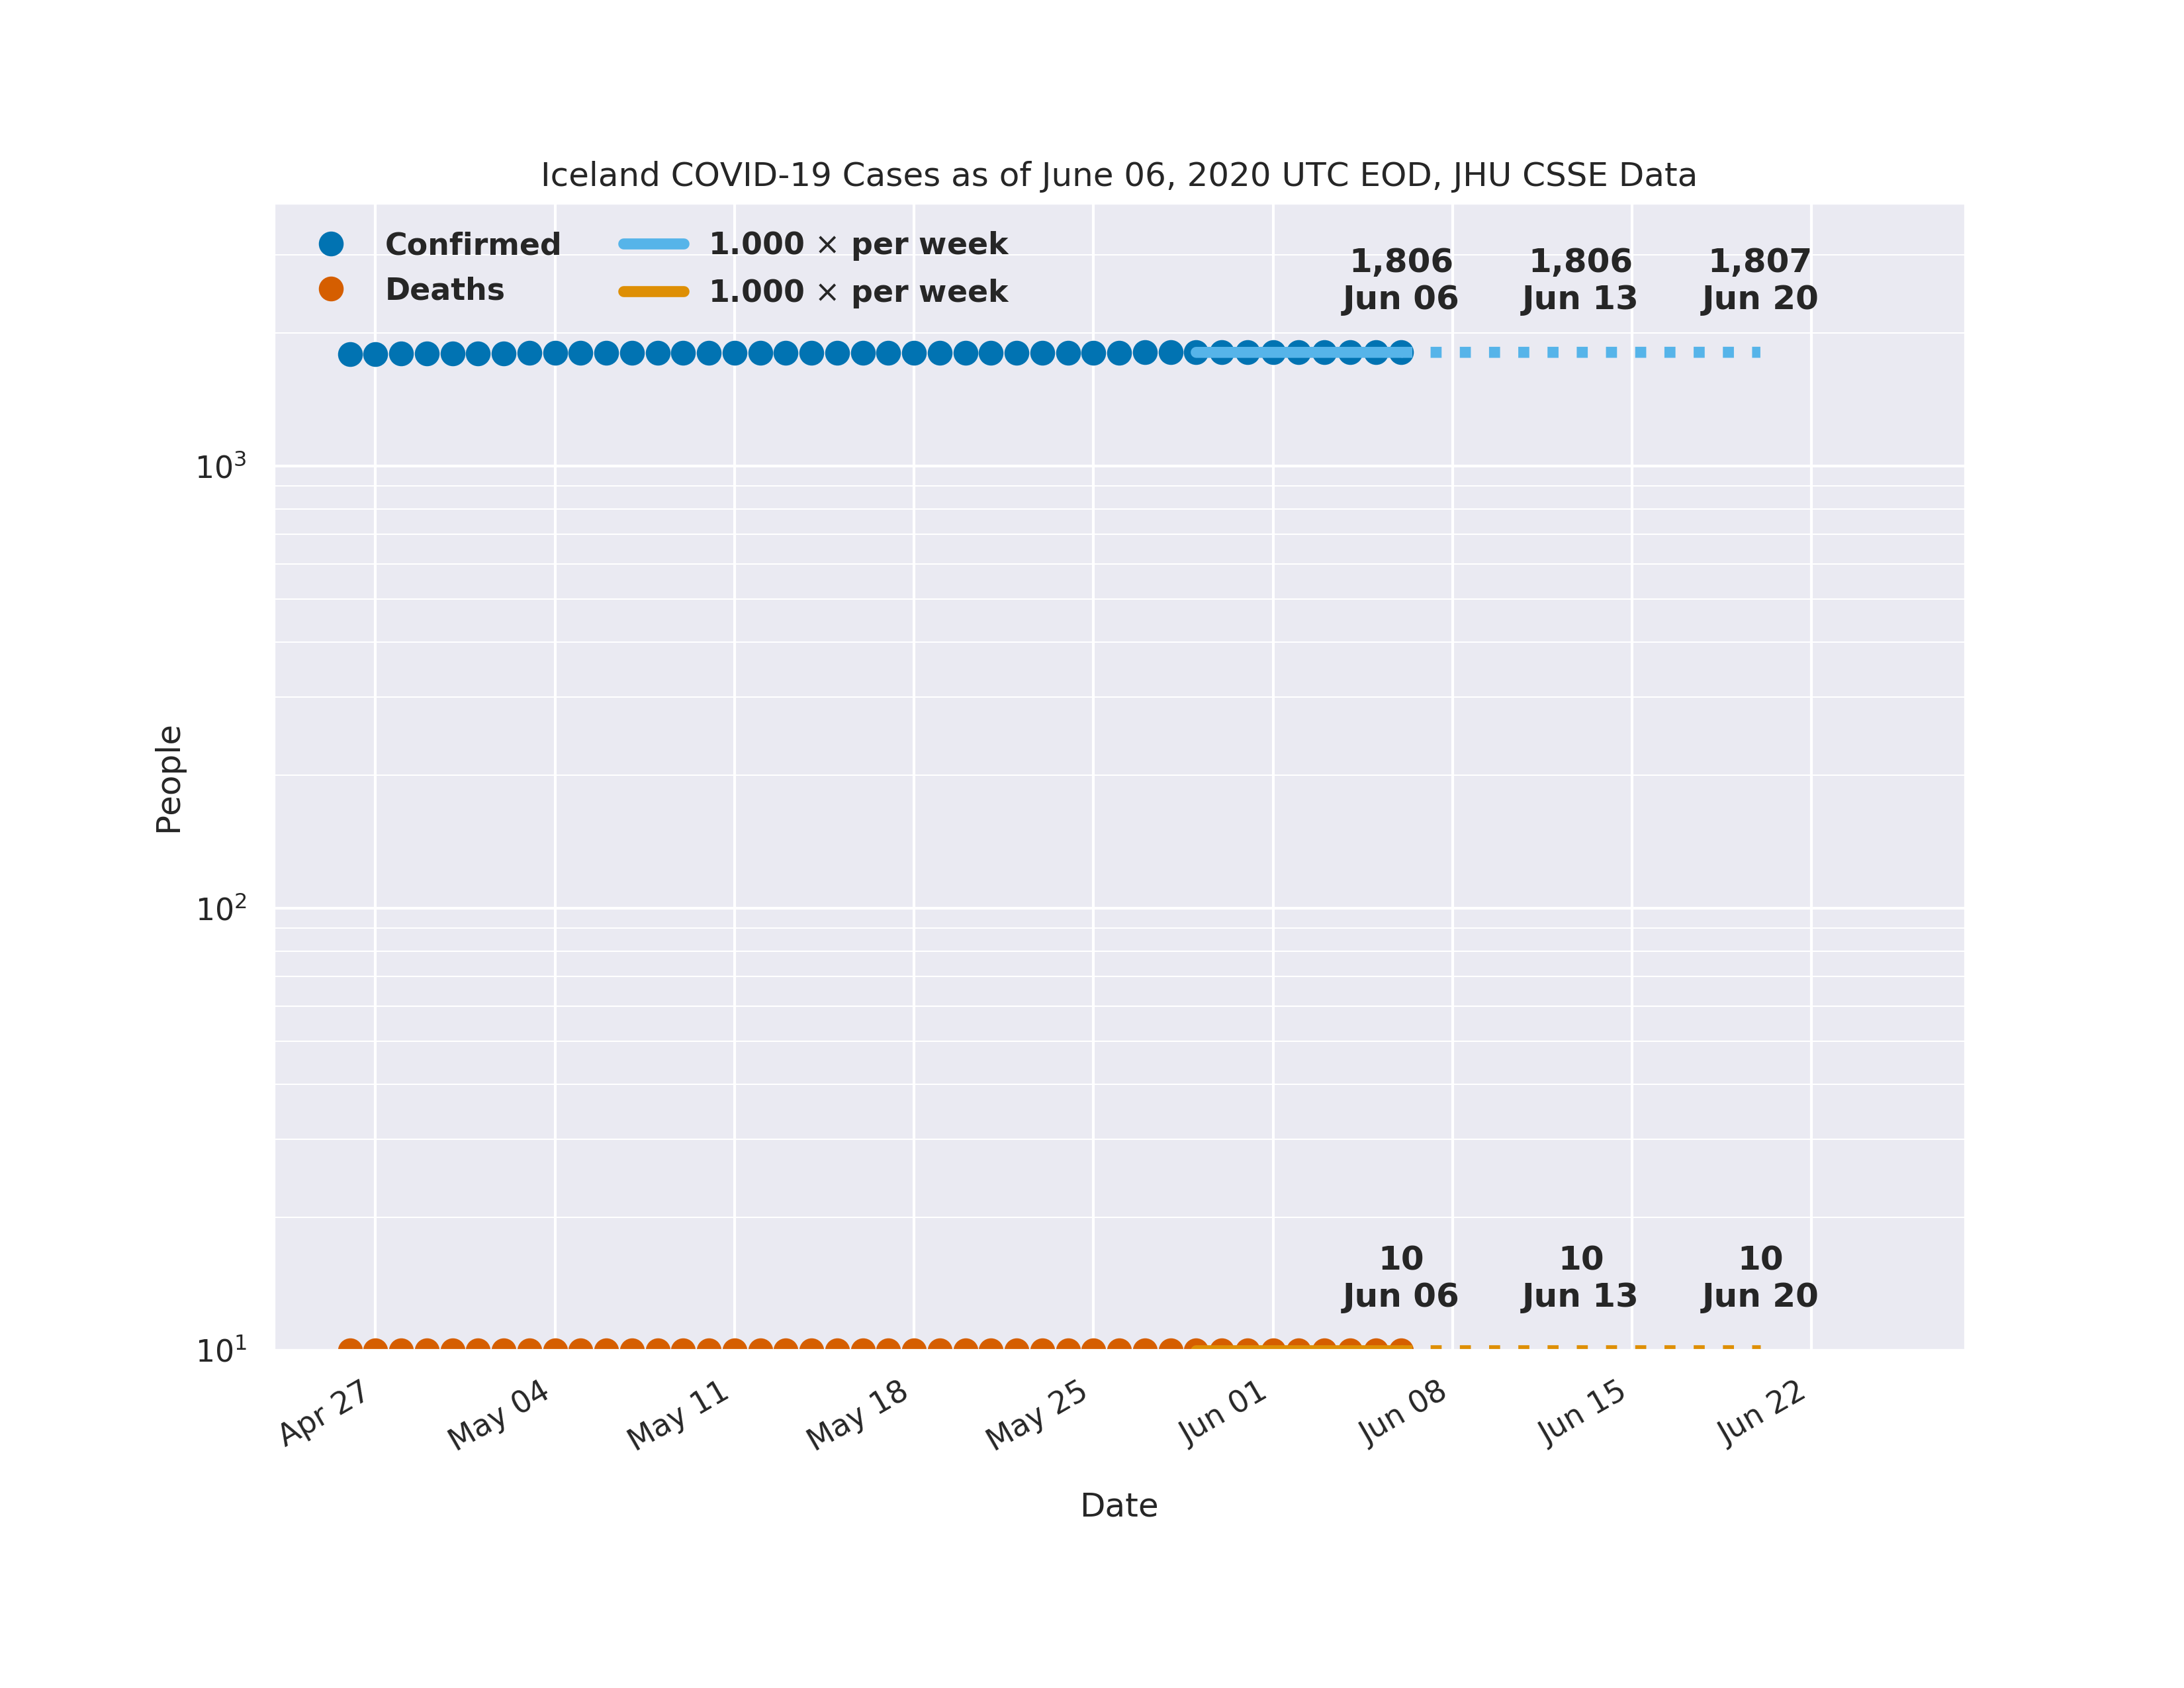 Iceland COVID-19 Cases as of June 06, 2020 UTC EOD, JHU CSSE Data
Confirmed
Deaths
1.000 × per week
1.000 × per week
1,806
Jun 06
1,806
Jun 13
1,807
Jun 20
10³
10²
10¹
People
10
Jun 06
10
Jun 13
10
Jun 20
Apr 27
May 04
May 11
May 18
May 25
Jun 01
Jun 08
Jun 15
Jun 22
Date